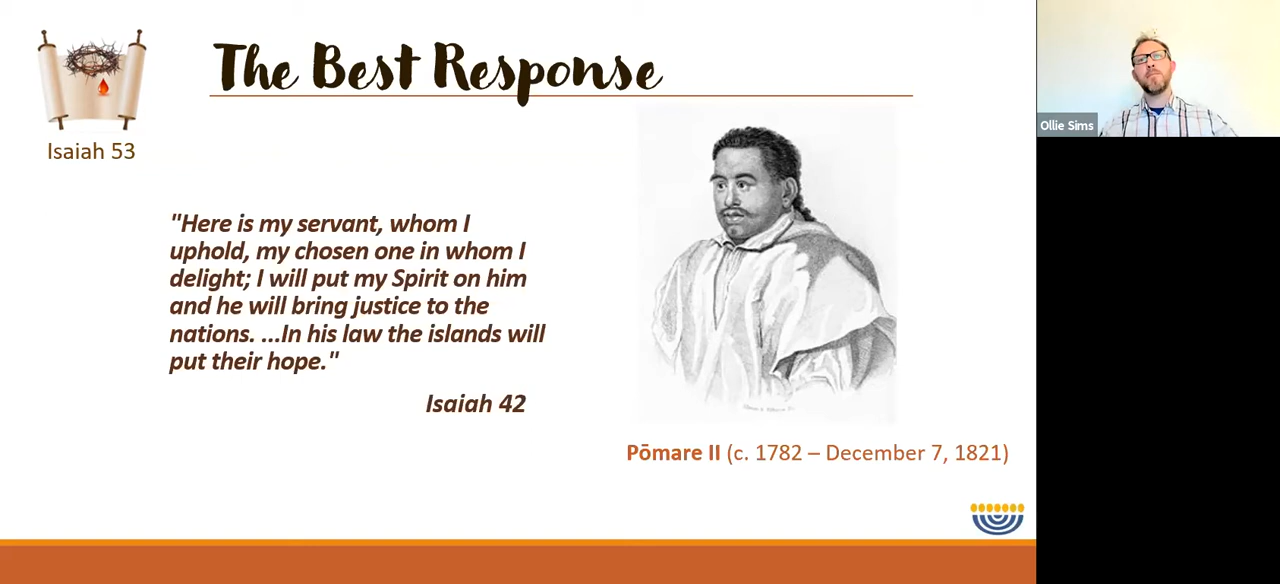 The Best Response
Isaiah 53
"Here is my servant, whom I
uphold, my chosen one in whom I
delight; I will put my Spirit on him
and he will bring justice to the
nations. ...In his law the islands will
put their hope."
Isaiah 42
Pōmare II (c. 1782 – December 7, 1821)
Ollie Sims